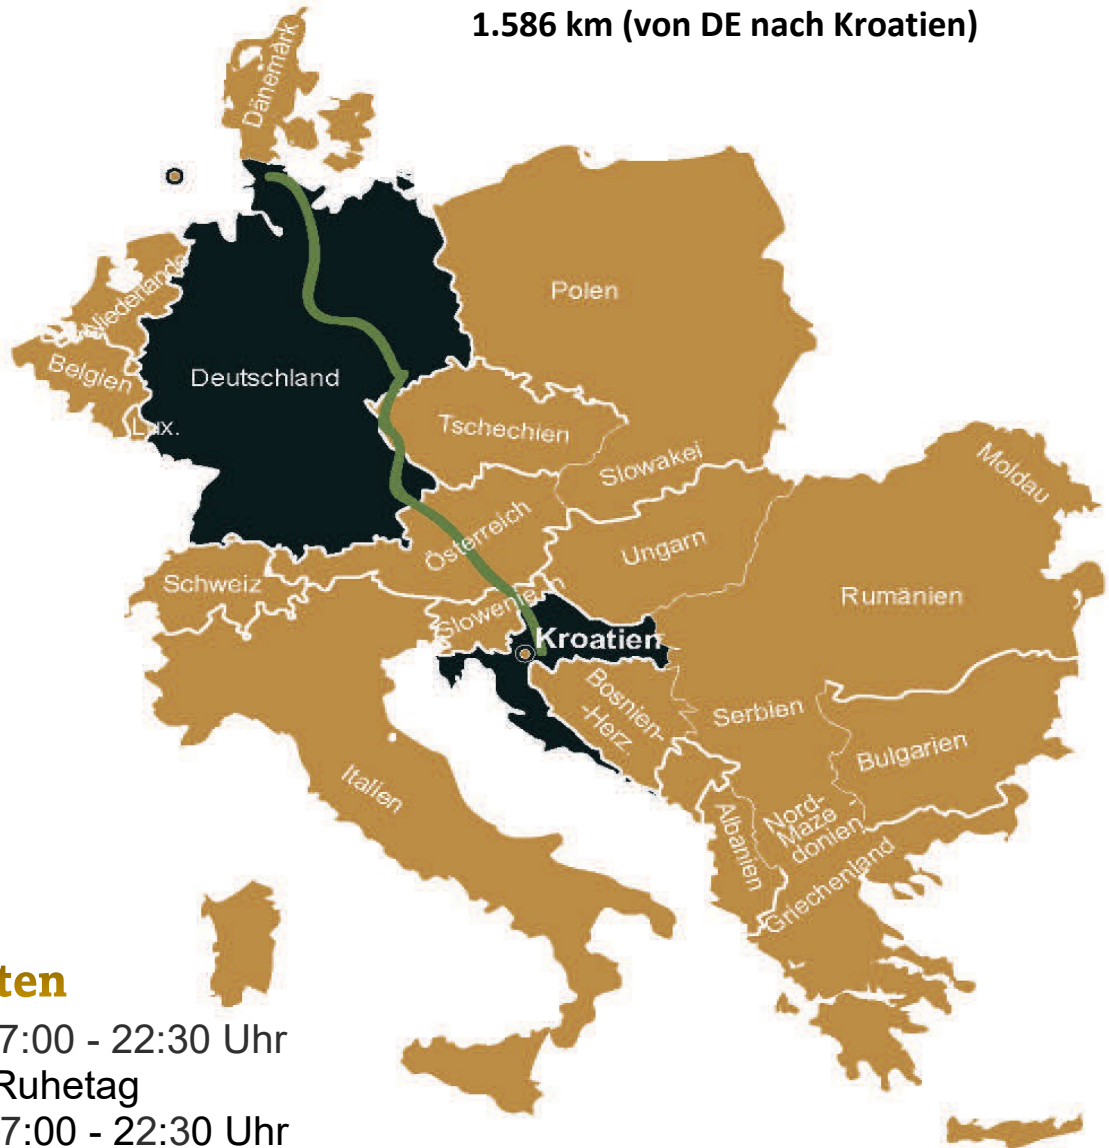 1.586 km (von DE nach Kroatien)
Dänemark
Polen
Niederlande
Belgien
Deutschland
Lux.
Tschechien
Slowakei
Moldau
Österreich
Ungarn
Schweiz
Rumänien
Slowenien
Kroatien
Bosnien-
-Herz.
Serbien
Bulgarien
Italien
Albanien
Nord-
Maze -
donien
Griechenland
ten
7:00 - 22:30 Uhr
Ruhetag
7:00 - 22:30 Uhr